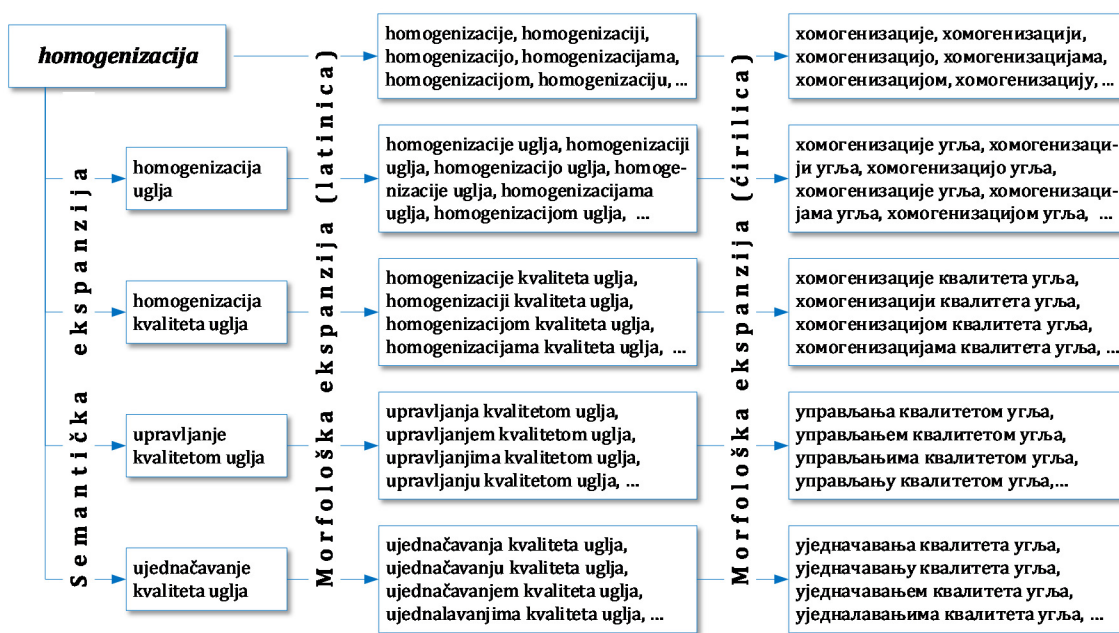 homogenizacija
Semantička ekspanzija
homogenizacija
uglja
homogenizacija
kvaliteta uglja
upravljanje
kvalitetom uglja
ujednačavanje
kvaliteta uglja
Morfološka ekspanzija (latinica)
homogenizacije, homogenizaciji,
homogenizacijo, homogenizacijama,
homogenizacijom, homogenizaciju, ...
homogenizacije uglja, homogenizaciji
uglja, homogenizacijo uglja, homoge-
nizacije uglja, homogenizacijama
uglja, homogenizacijom uglja, ...
homogenizacije kvaliteta uglja,
homogenizaciji kvaliteta uglja,
homogenizacijom kvaliteta uglja,
homogenizacijama kvaliteta uglja, ...
upravljanja kvalitetom uglja,
upravljanjem kvalitetom uglja,
upravljanjima kvalitetom uglja,
upravljanju kvalitetom uglja, ...
ujednačavanja kvaliteta uglja,
ujednačavanju kvaliteta uglja,
ujednačavanjem kvaliteta uglja,
ujednalavanjima kvaliteta uglja, ...
Morfološka ekspanzija (ćirilica)
хомогенизације, хомогенизацији,
хомогенизацијо, хомогенизацијама,
хомогенизацијом, хомогенизацију, ...
хомогенизације угља, хомогенизаци-
ји угља, хомогенизацијо угља,
хомогенизације угља, хомогенизаци-
јама угља, хомогенизацијом угља, ...
хомогенизације квалитета угља,
хомогенизацији квалитета угља,
хомогенизацијом квалитета угља,
хомогенизацијама квалитета угља, ...
управљања квалитетом угља,
управљањем квалитетом угља,
управљањима квалитетом угља,
управљању квалитетом угља,...
уједначавања квалитета угља,
уједначавању квалитета угља,
уједначавањем квалитета угља,
уједналавањима квалитета угља, ...